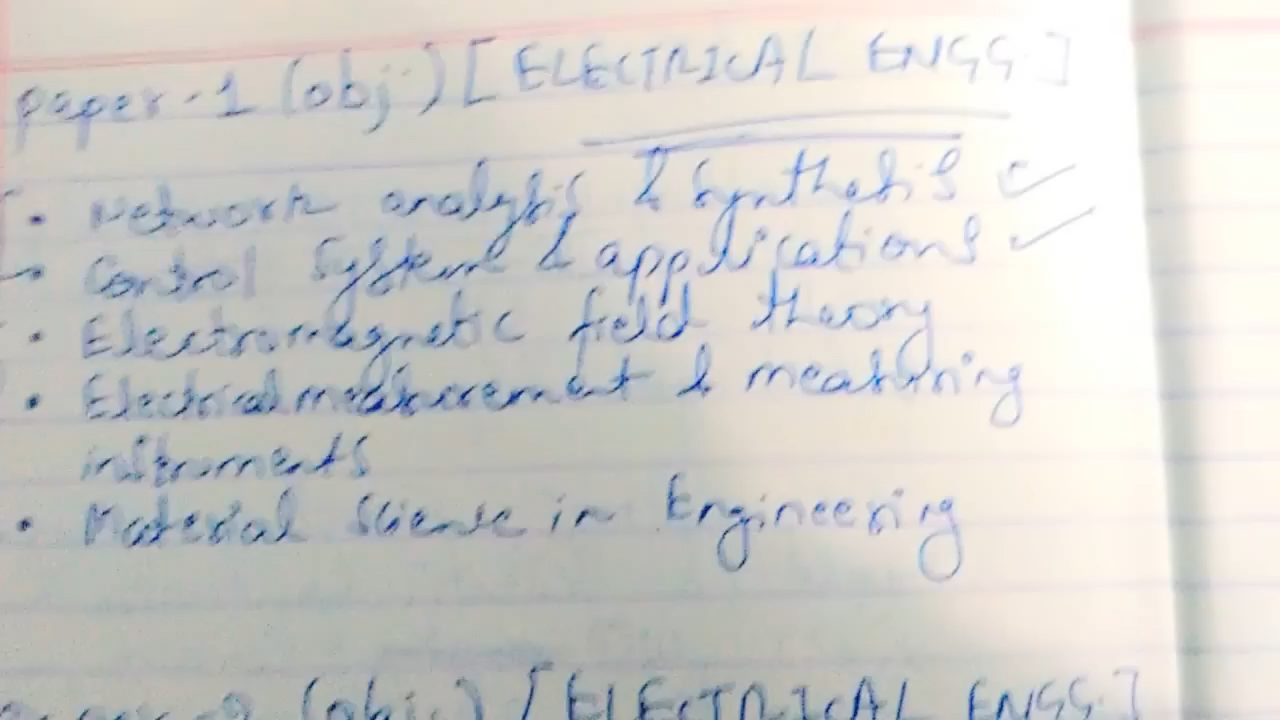 Paper-1 (obj.) [ELECTRICAL ENGG.]
• Network analysis & Synthesis ✓
→ Control System & applications ✓
• Electromagnetic field theory
• Electrical measurement & measuring
instruments
• Material Science in Engineering
(obj.) [ELECTRICAL ENGG.]